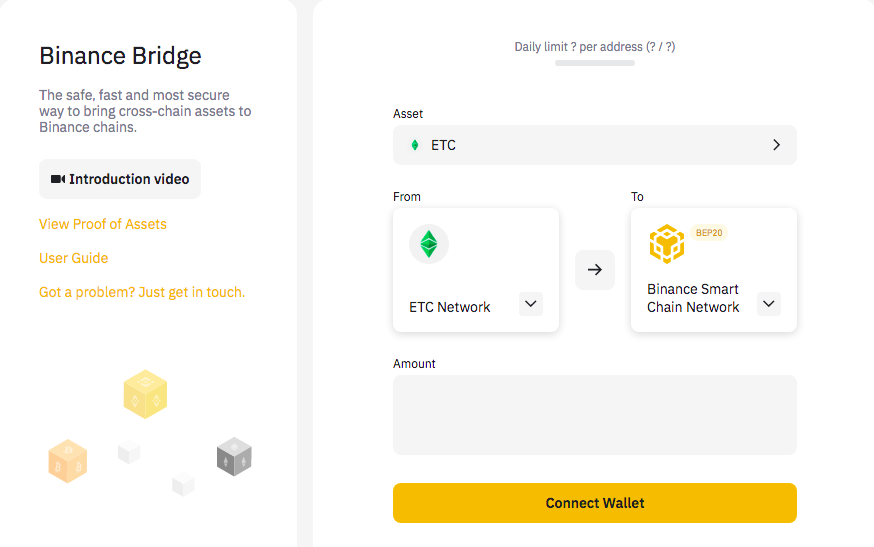 Binance Bridge
The safe, fast and most secure
way to bring cross-chain assets to
Binance chains.
Introduction video
View Proof of Assets
User Guide
Got a problem? Just get in touch.
Daily limit ? per address (? / ?)
Asset
ETC
From
To
BEP20
ETC Network
Binance Smart
Chain Network
Amount
Connect Wallet